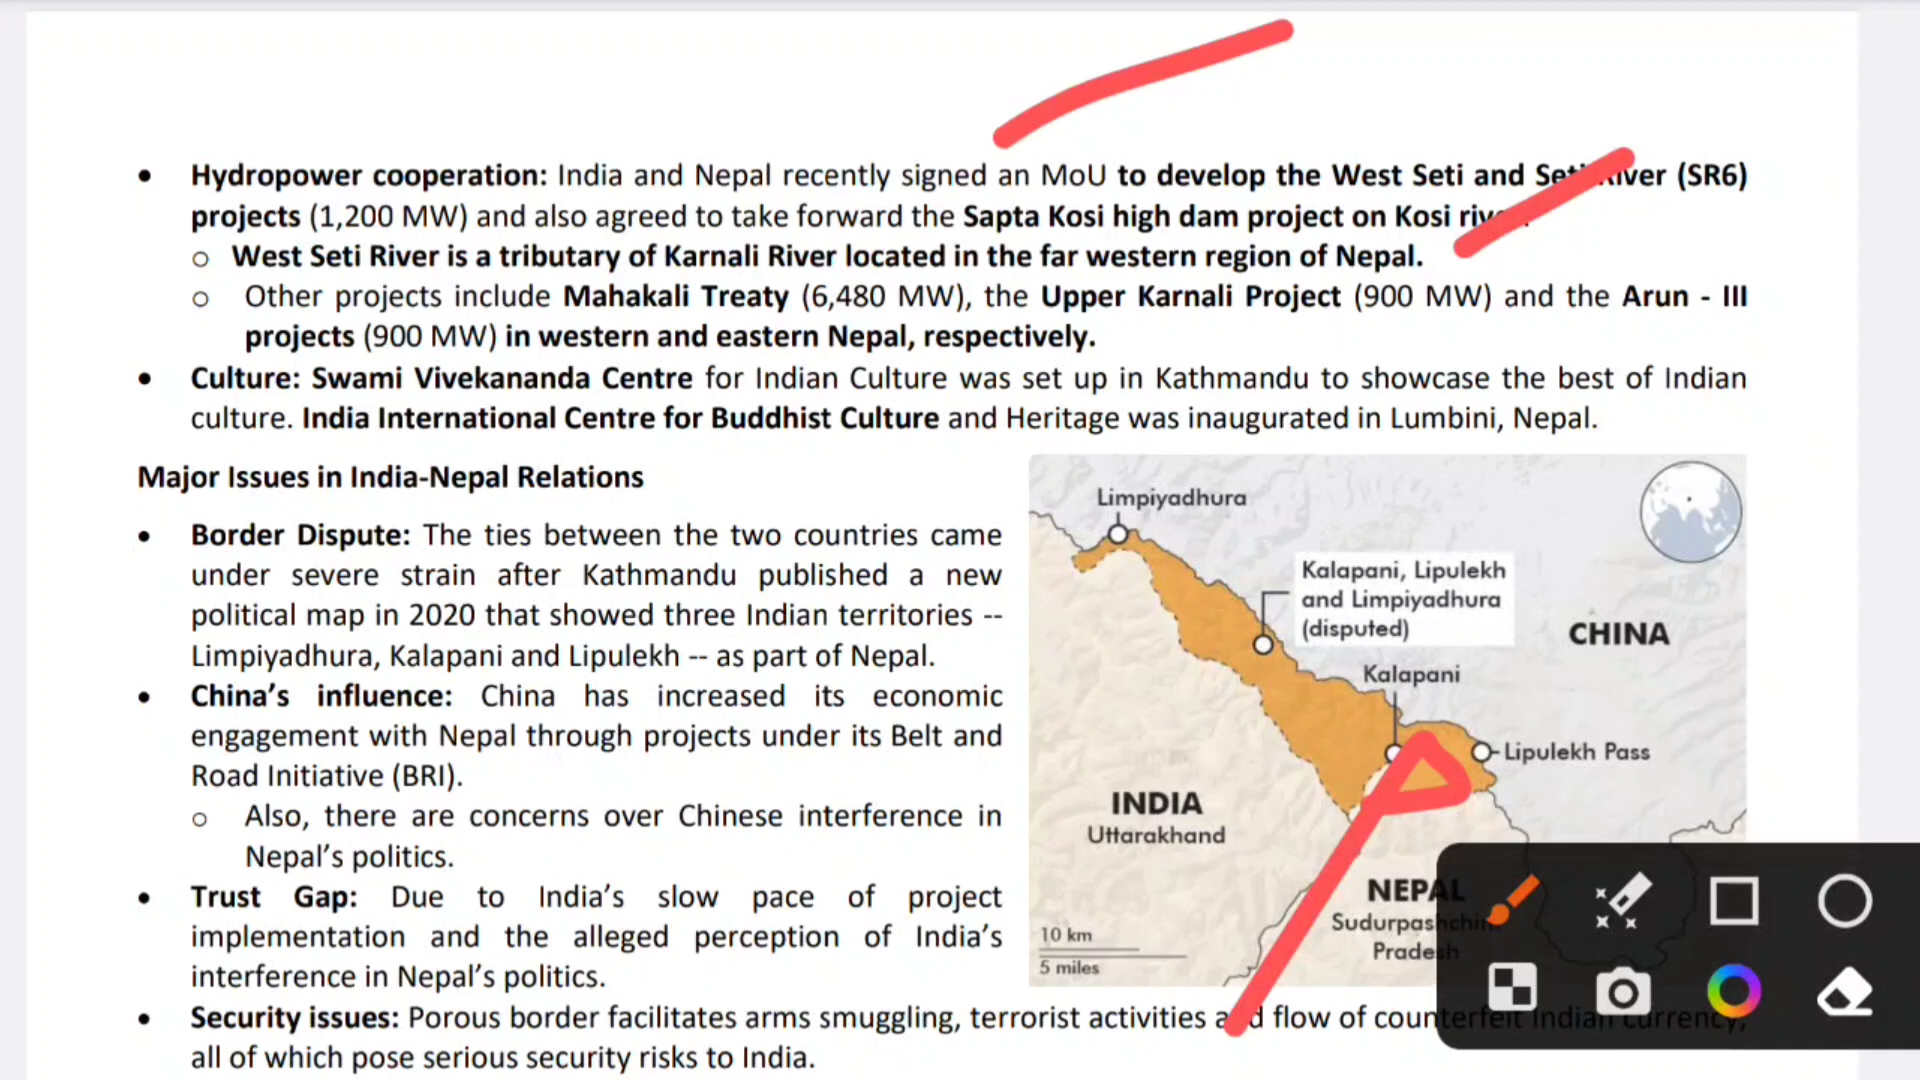 • Hydropower cooperation: India and Nepal recently signed an MoU to develop the West Seti and Seti River (SR6)
projects (1,200 MW) and also agreed to take forward the Sapta Kosi high dam project on Kosi river.
o West Seti River is a tributary of Karnali River located in the far western region of Nepal.
o Other projects include Mahakali Treaty (6,480 MW), the Upper Karnali Project (900 MW) and the Arun - III
projects (900 MW) in western and eastern Nepal, respectively.
• Culture: Swami Vivekananda Centre for Indian Culture was set up in Kathmandu to showcase the best of Indian
culture. India International Centre for Buddhist Culture and Heritage was inaugurated in Lumbini, Nepal.
Major Issues in India-Nepal Relations
• Border Dispute: The ties between the two countries came
under severe strain after Kathmandu published a new
political map in 2020 that showed three Indian territories --
Limpiyadhura, Kalapani and Lipulekh -- as part of Nepal.
• China’s influence: China has increased its economic
engagement with Nepal through projects under its Belt and
Road Initiative (BRI).
o Also, there are concerns over Chinese interference in
Nepal’s politics.
• Trust Gap: Due to India’s slow pace of project
implementation and the alleged perception of India’s
interference in Nepal’s politics.
• Security issues: Porous border facilitates arms smuggling, terrorist activities and flow of counterfeit Indian currency,
all of which pose serious security risks to India.
Limpiyadhura
Kalapani, Lipulekh
and Limpiyadhura
(disputed)
CHINA
Kalapani
Lipulekh Pass
INDIA
Uttarakhand
NEPAL
Sudurpashchim
Pradesh
10 km
5 miles